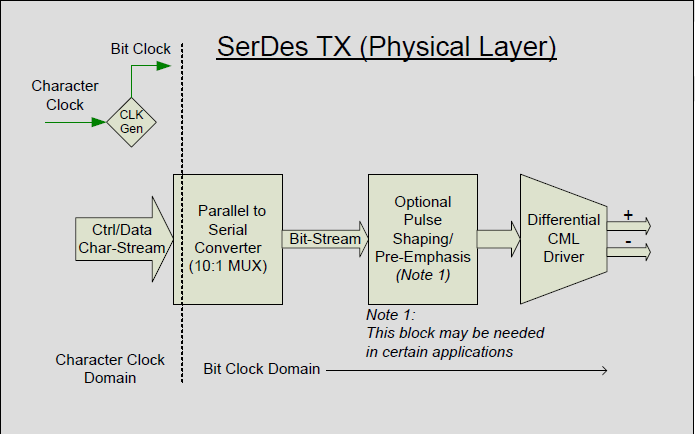 SerDes TX (Physical Layer)
Bit Clock
Character
Clock
CLK
Gen
Ctrl/Data
Char-Stream
Parallel to
Serial
Converter
(10:1 MUX)
Bit-Stream
Optional
Pulse
Shaping/
Pre-Emphasis
(Note 1)
Differential
CML
Driver
+
-
Note 1:
This block may be needed
in certain applications
Character Clock
Domain
Bit Clock Domain